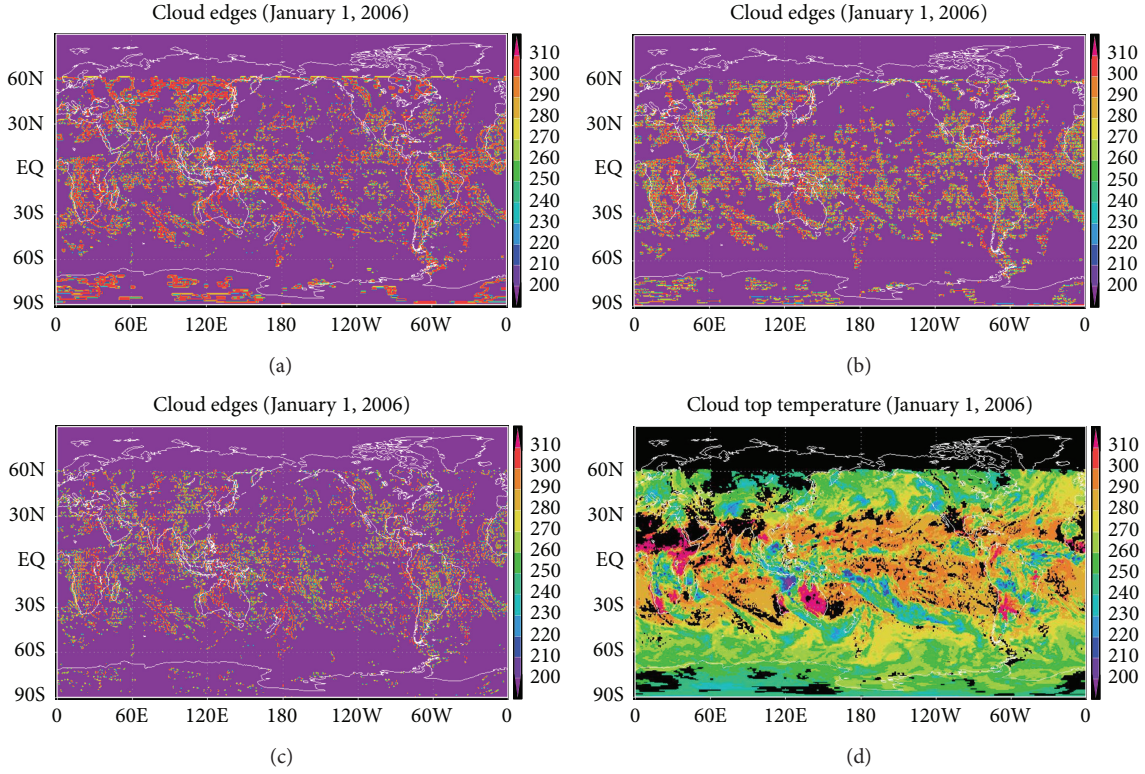 Cloud edges (January 1, 2006)
60N
30N
EQ
30S
60S
90S
0 60E 120E 180 120W 60W 0
310
300
290
280
270
260
250
240
230
220
210
200
(a)
Cloud edges (January 1, 2006)
60N
30N
EQ
30S
60S
90S
0 60E 120E 180 120W 60W 0
310
300
290
280
270
260
250
240
230
220
210
200
(b)
Cloud edges (January 1, 2006)
60N
30N
EQ
30S
60S
90S
0 60E 120E 180 120W 60W 0
310
300
290
280
270
260
250
240
230
220
210
200
(c)
Cloud top temperature (January 1, 2006)
60N
30N
EQ
30S
60S
90S
0 60E 120E 180 120W 60W 0
310
300
290
280
270
260
250
240
230
220
210
200
(d)